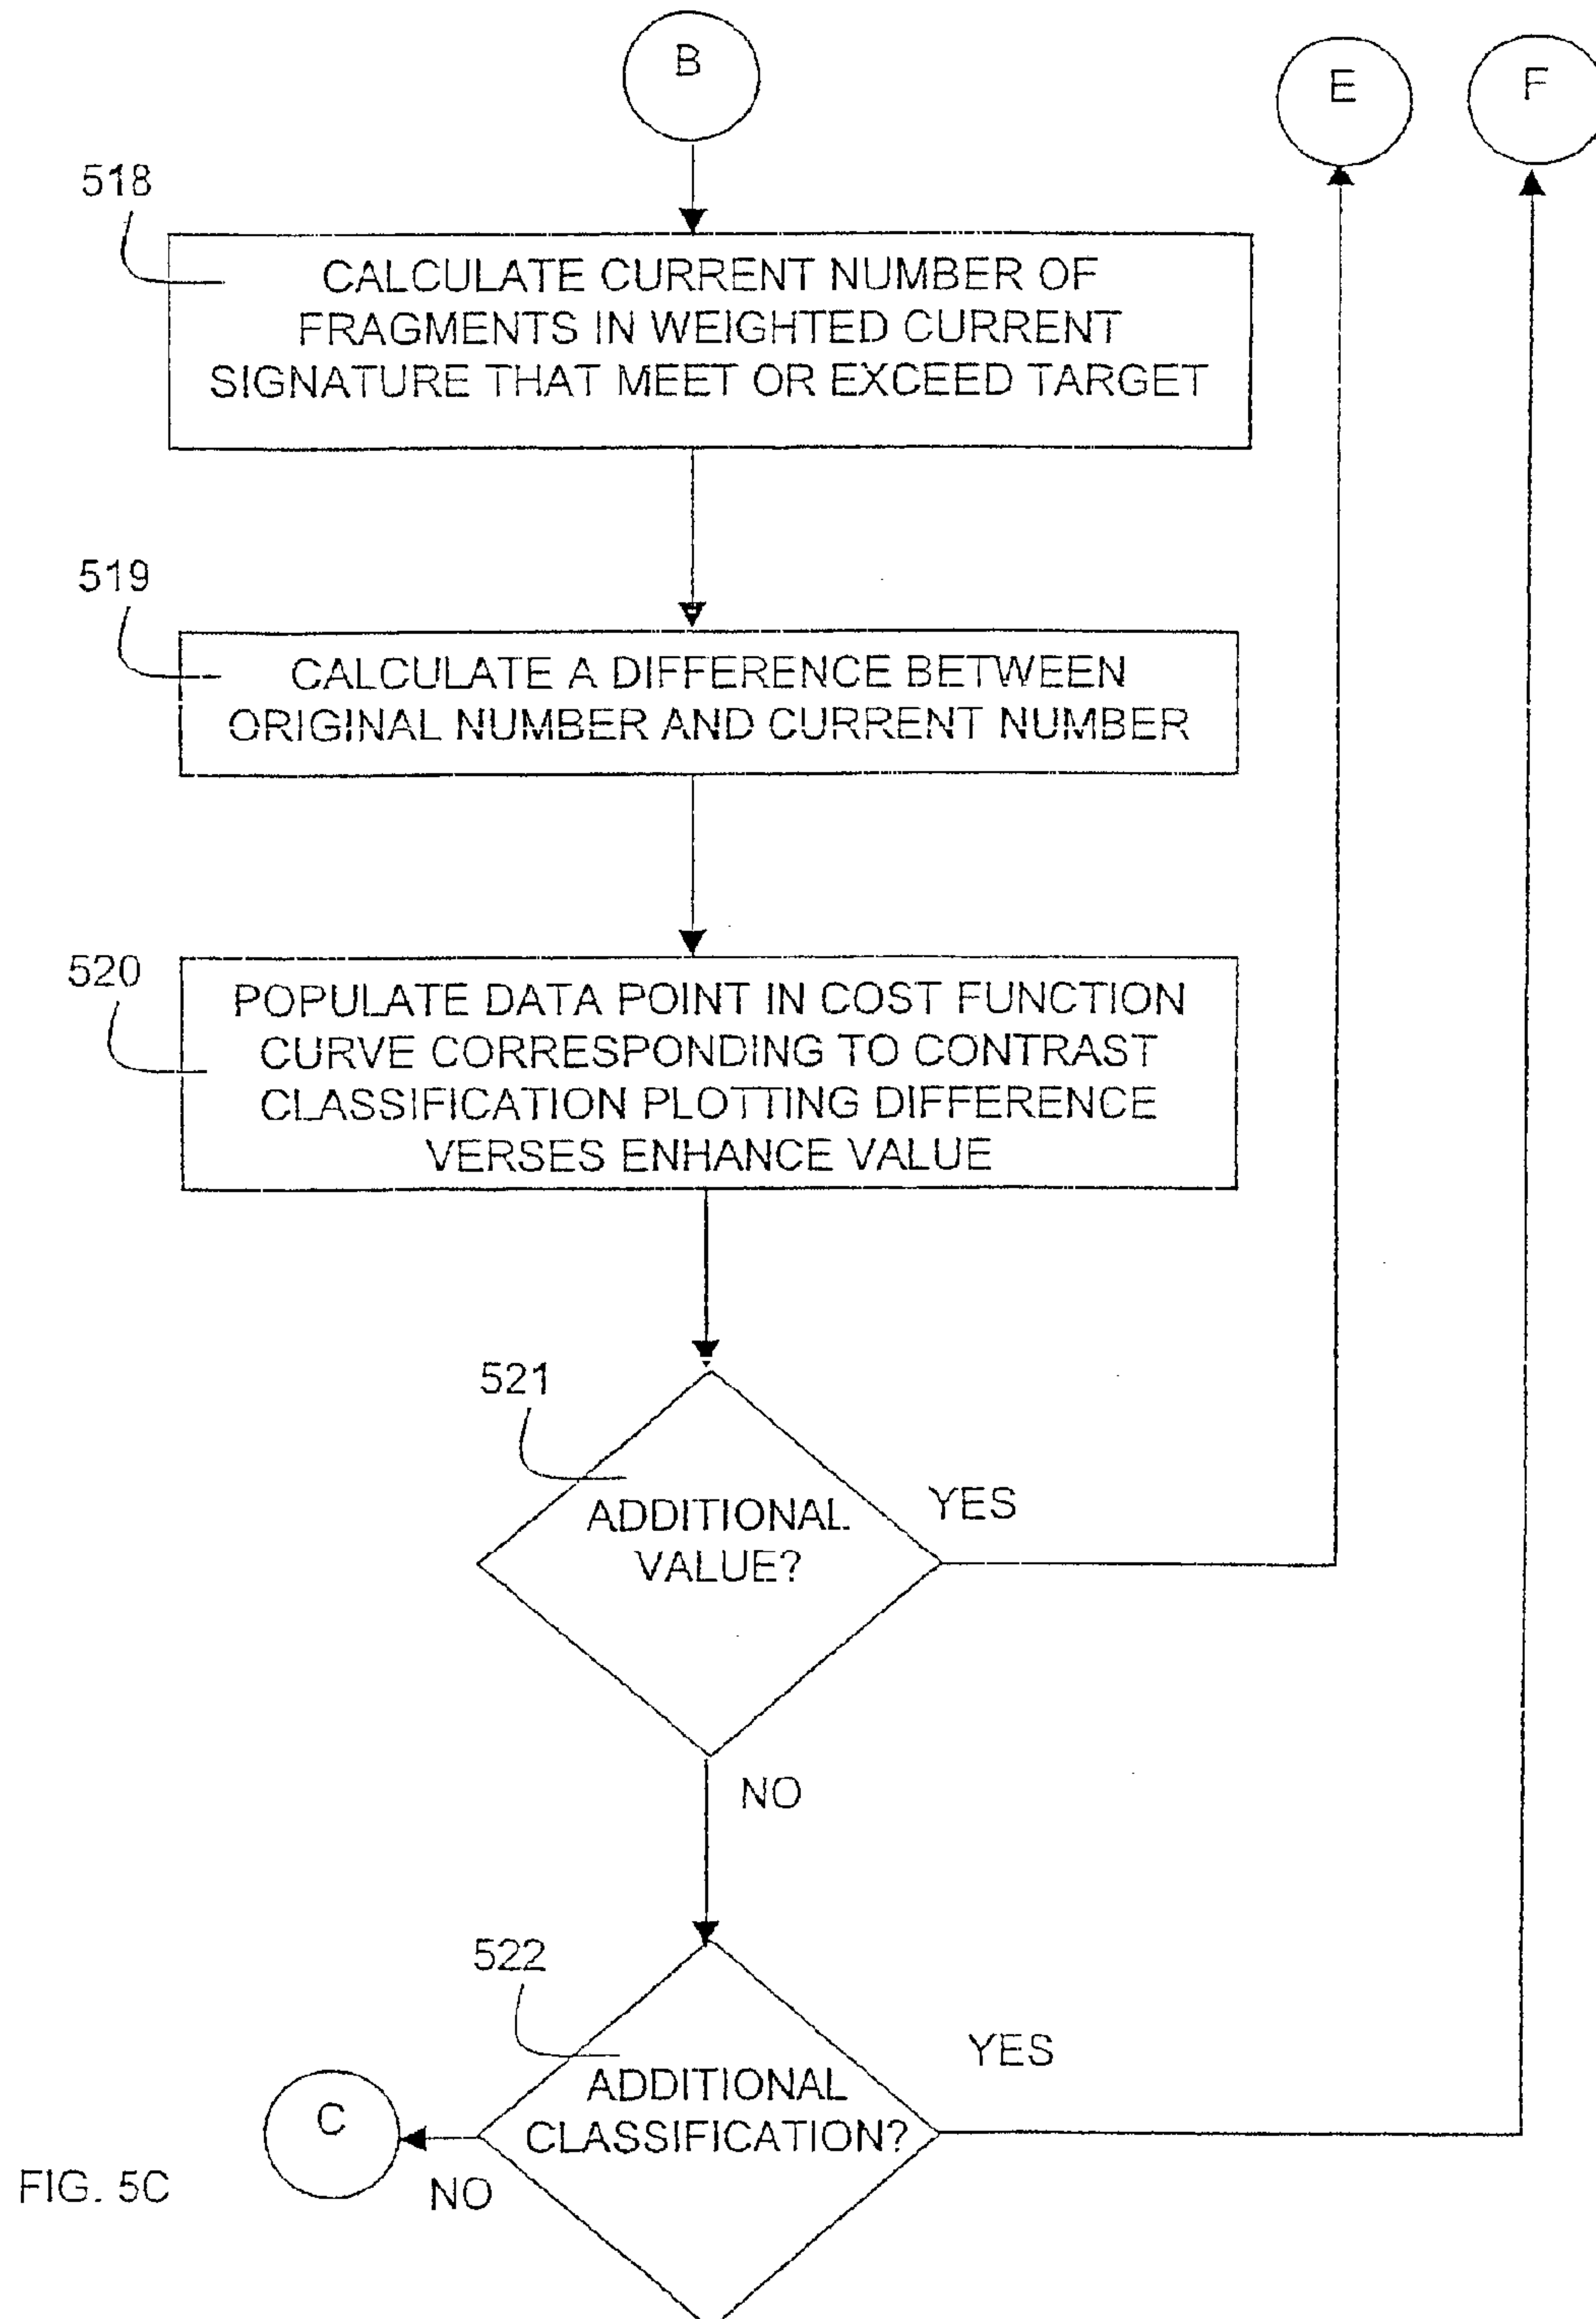 B
E
F
518
CALCULATE CURRENT NUMBER OF
FRAGMENTS IN WEIGHTED CURRENT
SIGNATURE THAT MEET OR EXCEED TARGET
519
CALCULATE A DIFFERENCE BETWEEN
ORIGINAL NUMBER AND CURRENT NUMBER
520
POPULATE DATA POINT IN COST FUNCTION
CURVE CORRESPONDING TO CONTRAST
CLASSIFICATION PLOTTING DIFFERENCE
VERSES ENHANCE VALUE
521
ADDITIONAL
VALUE?
YES
NO
522
ADDITIONAL
CLASSIFICATION?
YES
C
NO
FIG. 5C